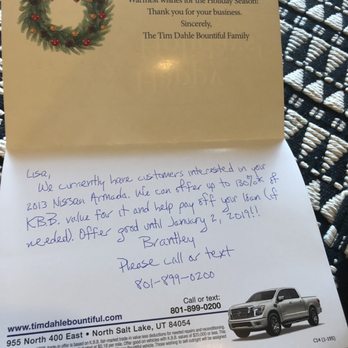 Warmest wishes for the Holiday Season!
Thank you for your business.
Sincerely,
The Tim Dahle Bountiful Family
Lisa,
We currently have customers interested in your
2013 Nissan Armada. We can offer up to 130% of
KBB. value for it and help pay off your loan (if
needed). Offer good until January 2, 2019!!
Brantley
Please call or text
801-899-0200
www.timdahlebountiful.com
Call or text:
801-899-0200
955 North 400 East • North Salt Lake, UT 84054